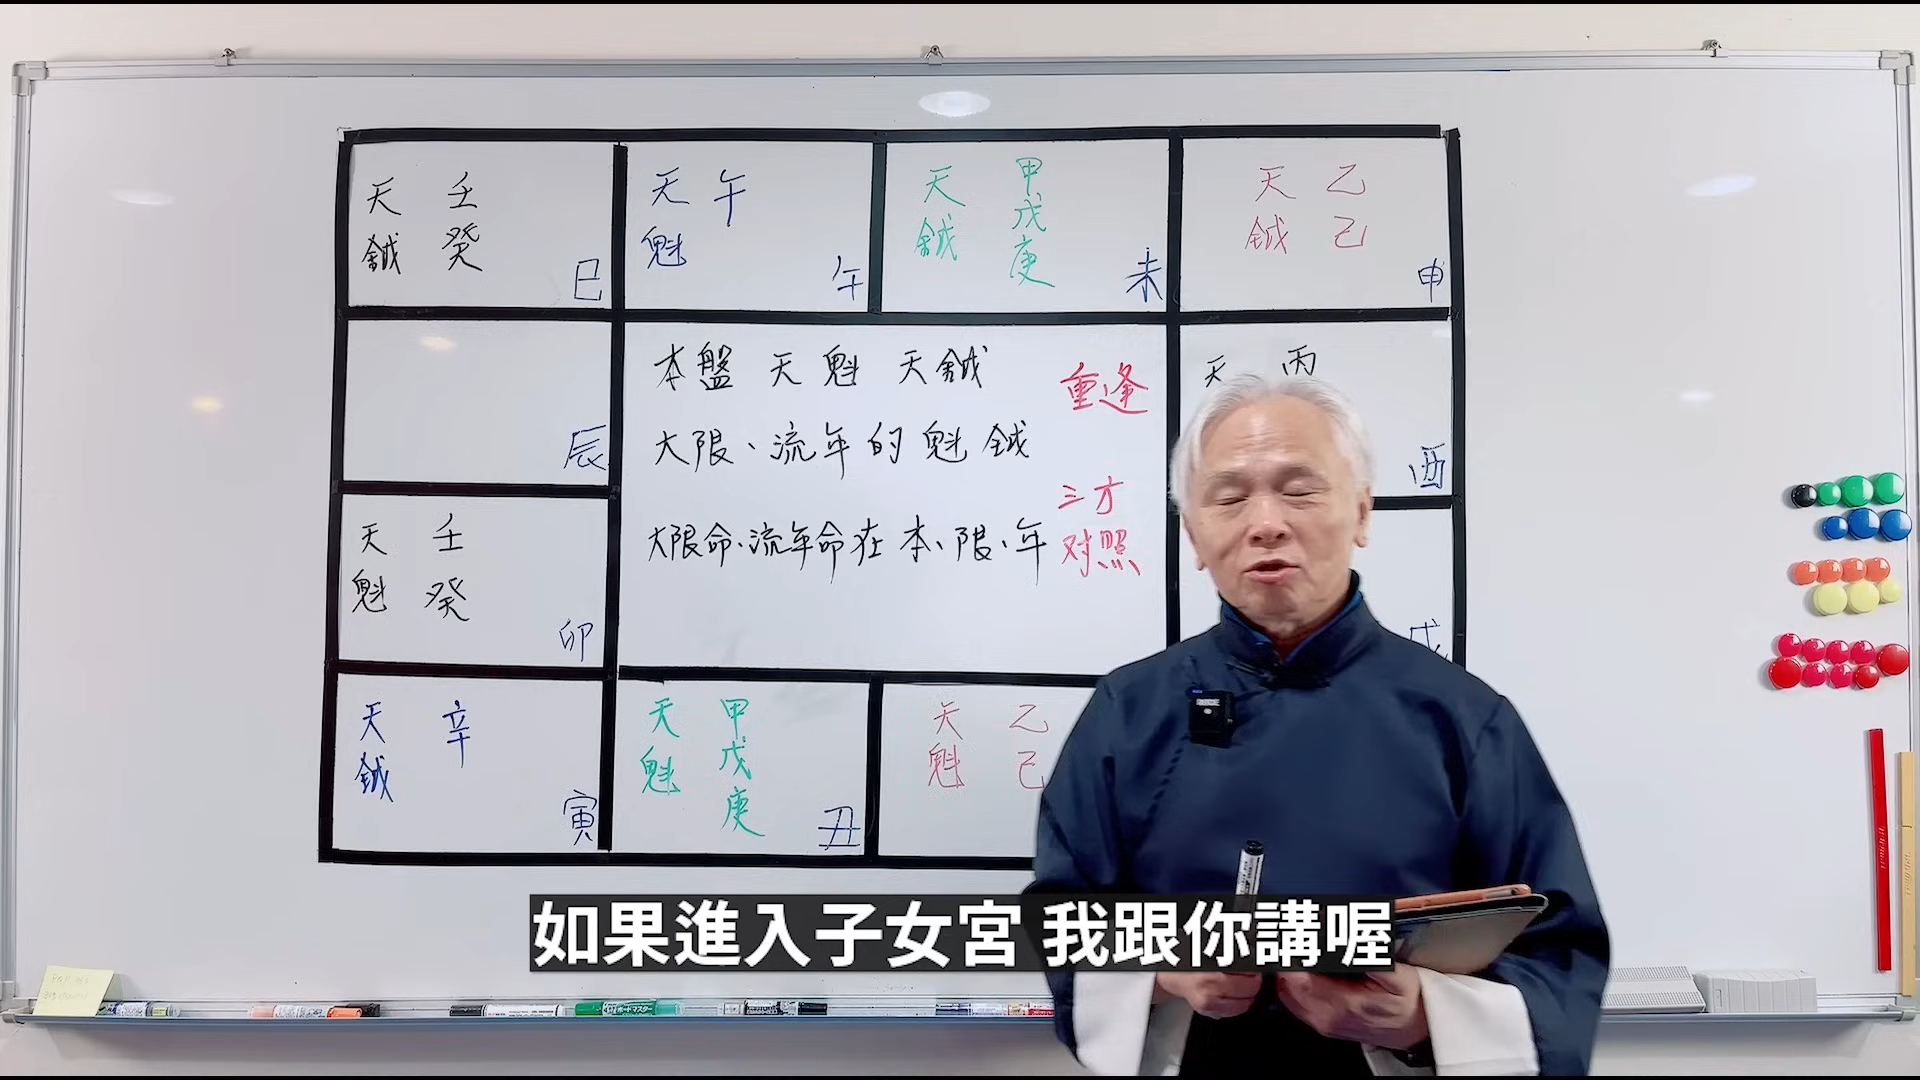 天 壬
鉞 癸
巳
天 午
魁
午
天 甲
鉞 戊
庚
未
天 乙
鉞 己
申
辰
本盤 天魁 天鉞
重逢
大限、流年的魁鉞
三才
大限命、流年命在本、限、年
对照
天 丙
酉
天 壬
魁 癸
卯
戌
天 辛
鉞
寅
天 甲
魁 戊
庚
丑
天 乙
魁 己
如果進入子女宮 我跟你講喔